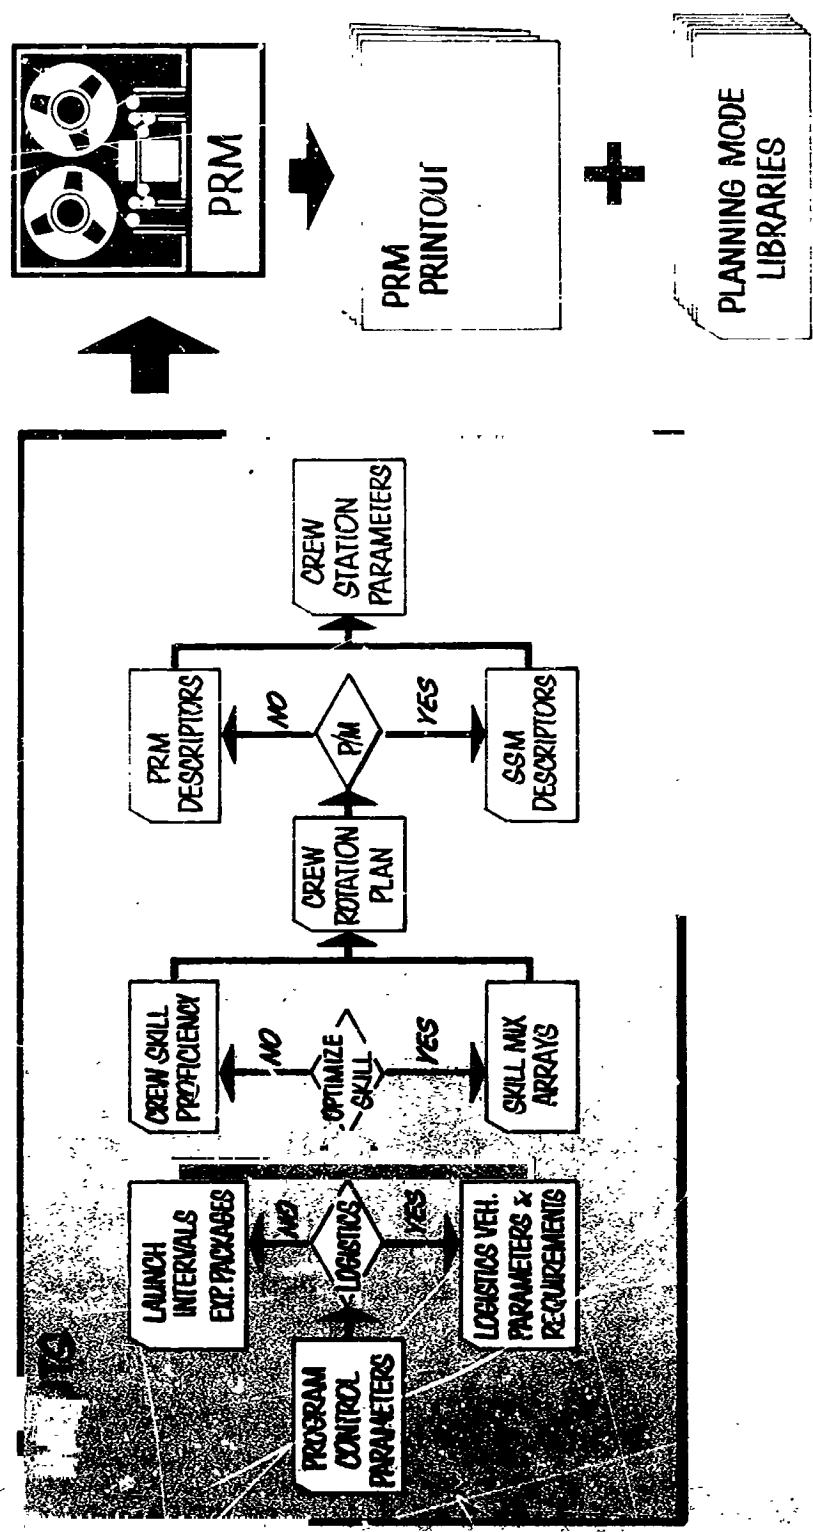 PROGRAM
CONTROL
PARAMETERS
LOGISTICS
NO
YES
LAUNCH
INTERVALS
EXP. PACKAGES
LOGISTICS VEH.
PARAMETERS &
REQUIREMENTS
OPTIMIZE
SKILL
NO
YES
CREW SKILL
PROFICIENCY
SKILL MIX
ARRAYS
CREW
ROTATION
PLAN
P/M
NO
YES
PRM
DESCRIPTORS
SSM
DESCRIPTORS
CREW
STATION
PARAMETERS
PRM
PRM
PRINTOUT
PLANNING MODE
LIBRARIES